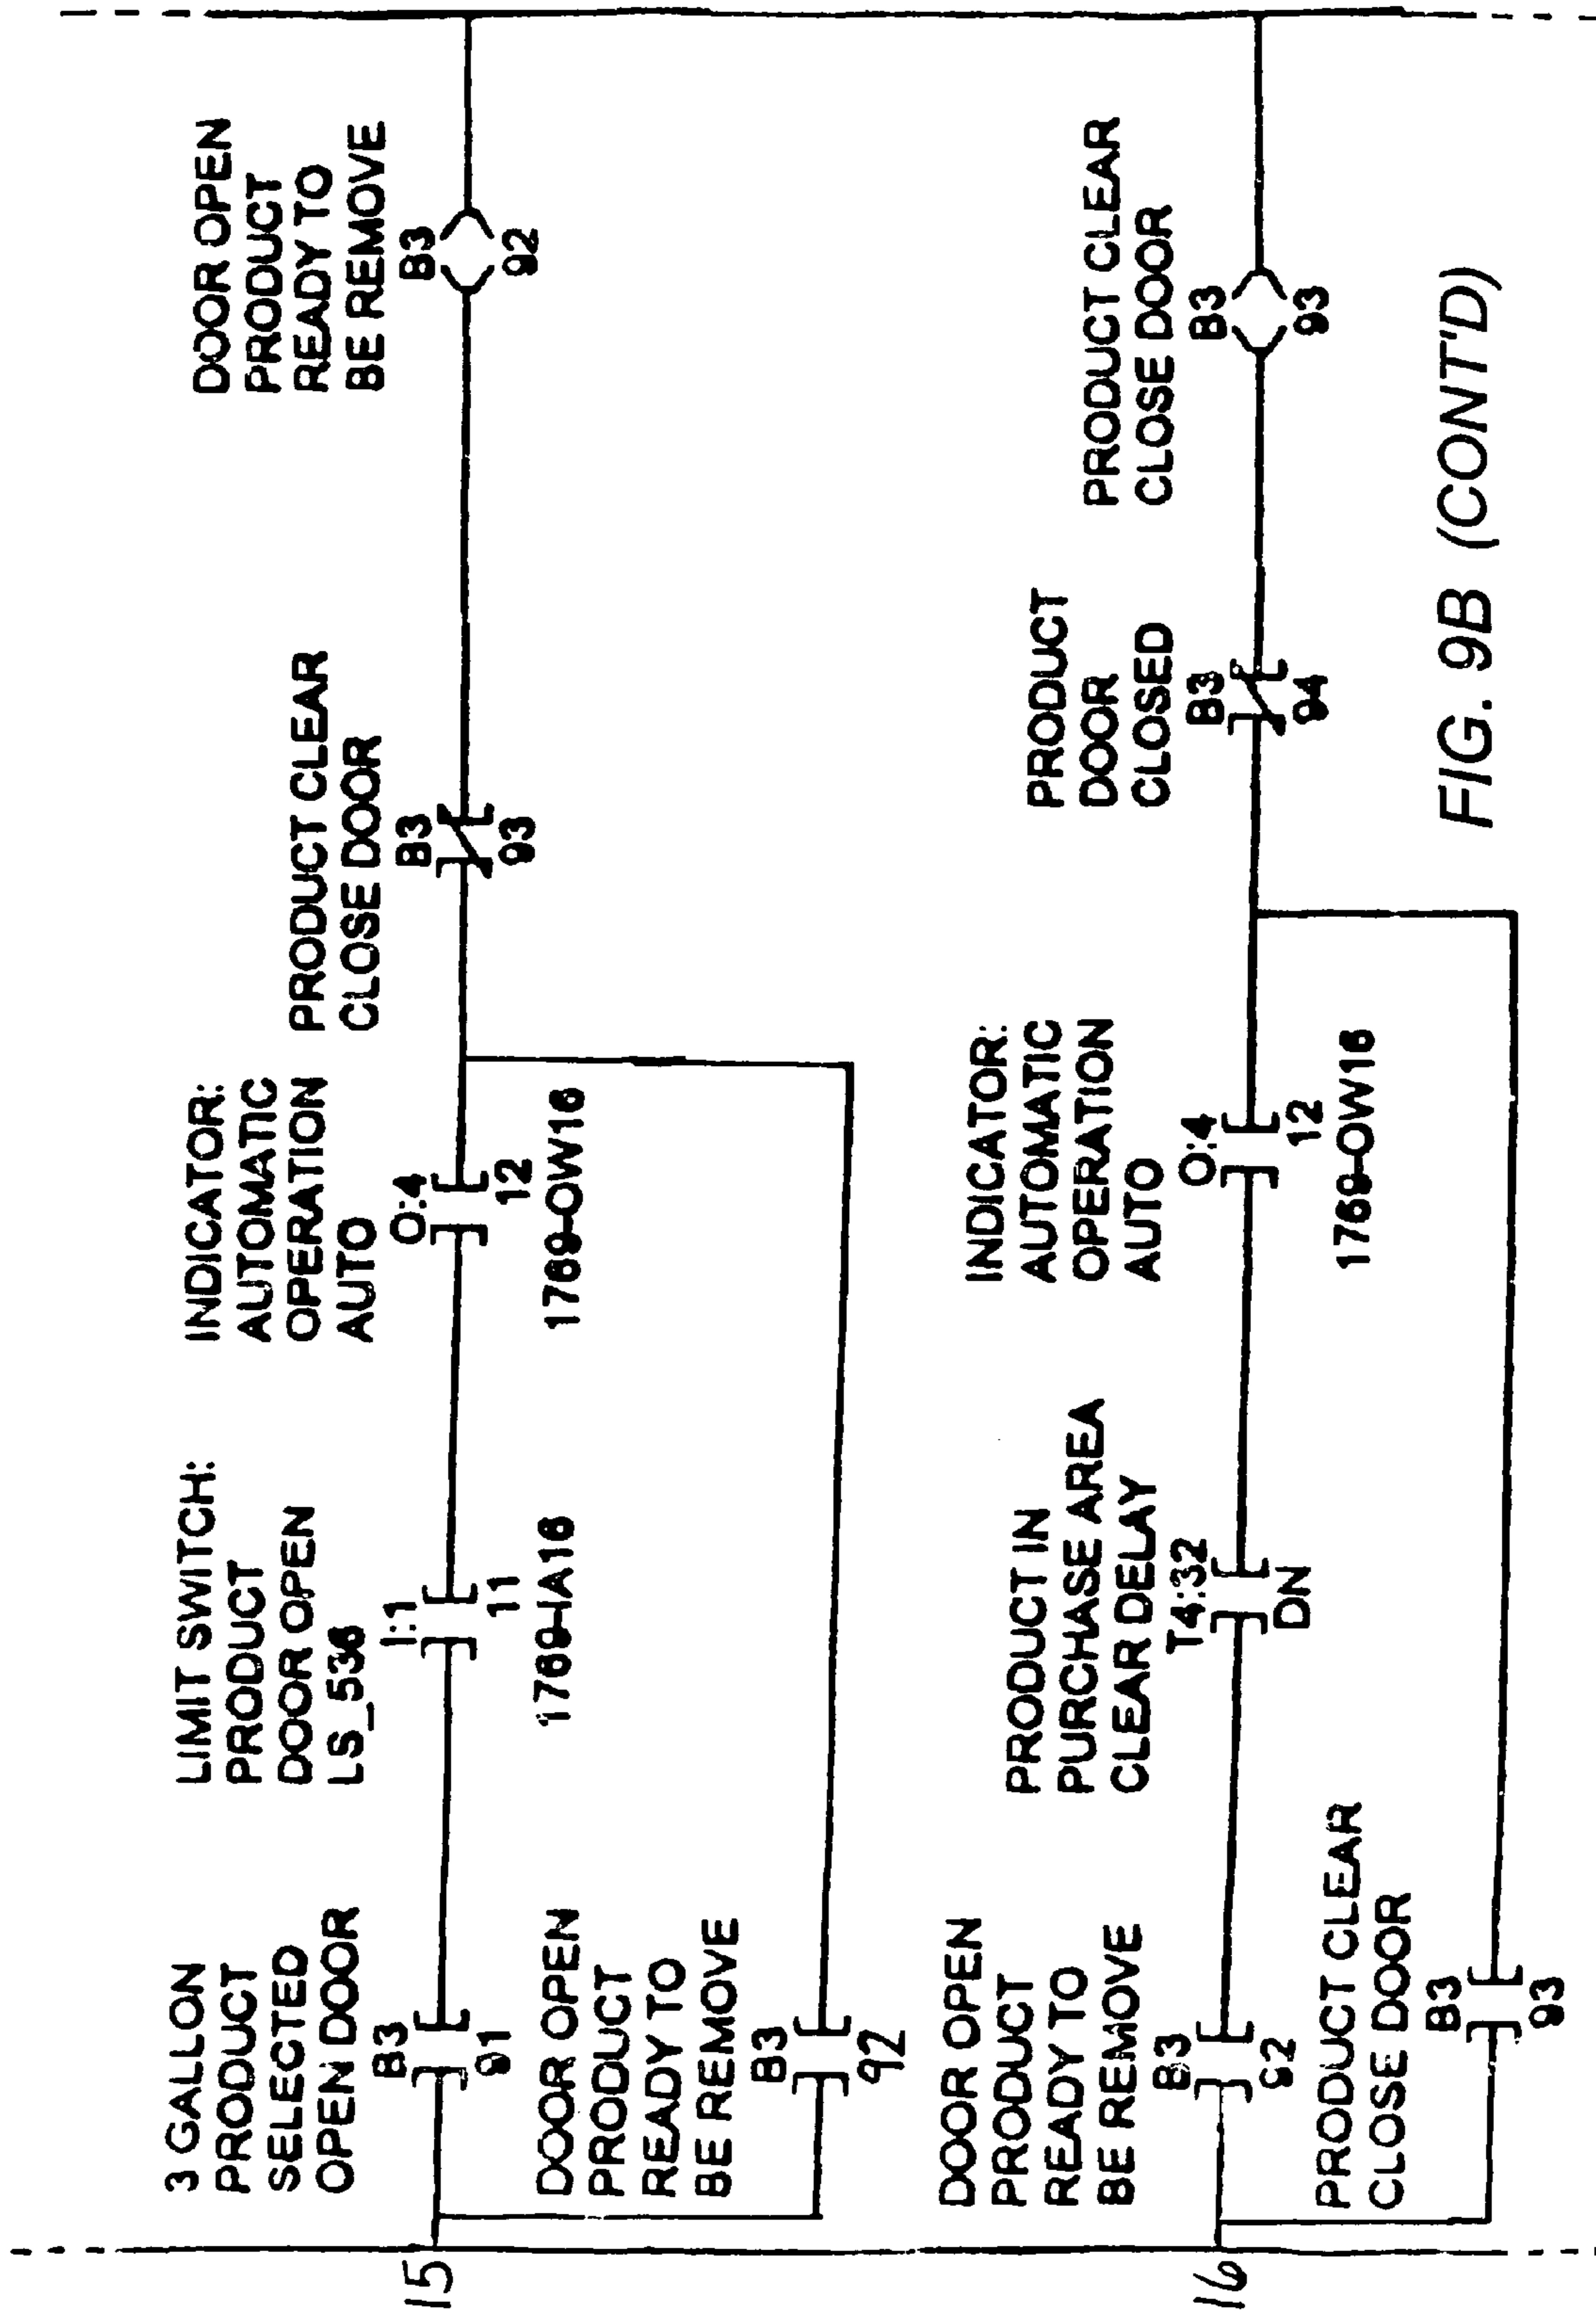 15
3 GALLON
PRODUCT
SELECTED
OPEN DOOR
B3
91
LIMIT SWITCH:
PRODUCT
DOOR OPEN
LS_536
I:1
11
1769-IA16
INDICATOR:
AUTOMATIC
OPERATION
AUTO
O:4
12
1769-OW16
PRODUCT CLEAR
CLOSE DOOR
B3
93
DOOR OPEN
PRODUCT
READY TO
BE REMOVE
B3
92
DOOR OPEN
PRODUCT
READY TO
BE REMOVE
B3
92
16
DOOR OPEN
PRODUCT
READY TO
BE REMOVE
B3
92
PRODUCT IN
PURCHASE AREA
CLEAR DELAY
T4:32
DN
INDICATOR:
AUTOMATIC
OPERATION
AUTO
O:4
12
1769-OW16
PRODUCT
DOOR
CLOSED
B3
94
PRODUCT CLEAR
CLOSE DOOR
B3
93
PRODUCT CLEAR
CLOSE DOOR
B3
93
FIG. 9B (CONT'D)